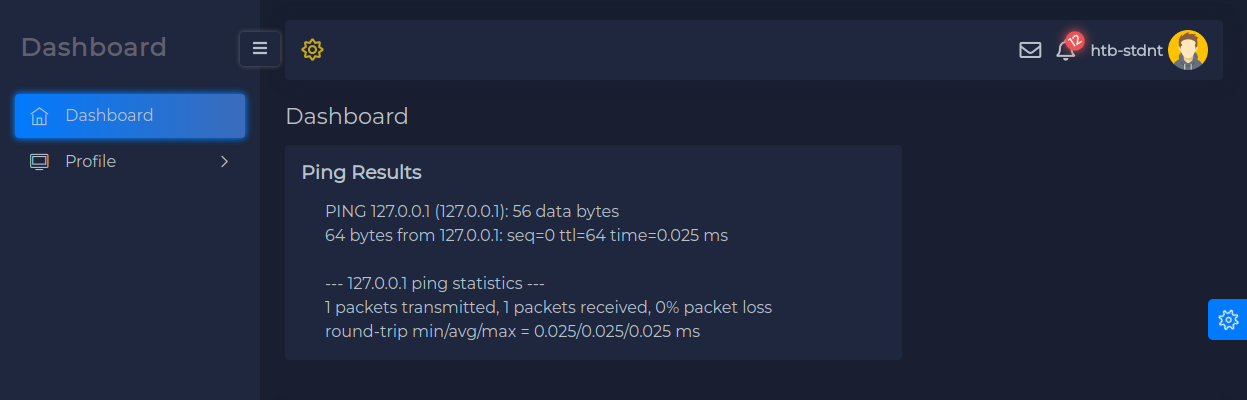 Dashboard
12
htb-stdnt
Dashboard
Profile
Dashboard
Ping Results
PING 127.0.0.1 (127.0.0.1): 56 data bytes
64 bytes from 127.0.0.1: seq=0 ttl=64 time=0.025 ms
--- 127.0.0.1 ping statistics ---
1 packets transmitted, 1 packets received, 0% packet loss
round-trip min/avg/max = 0.025/0.025/0.025 ms